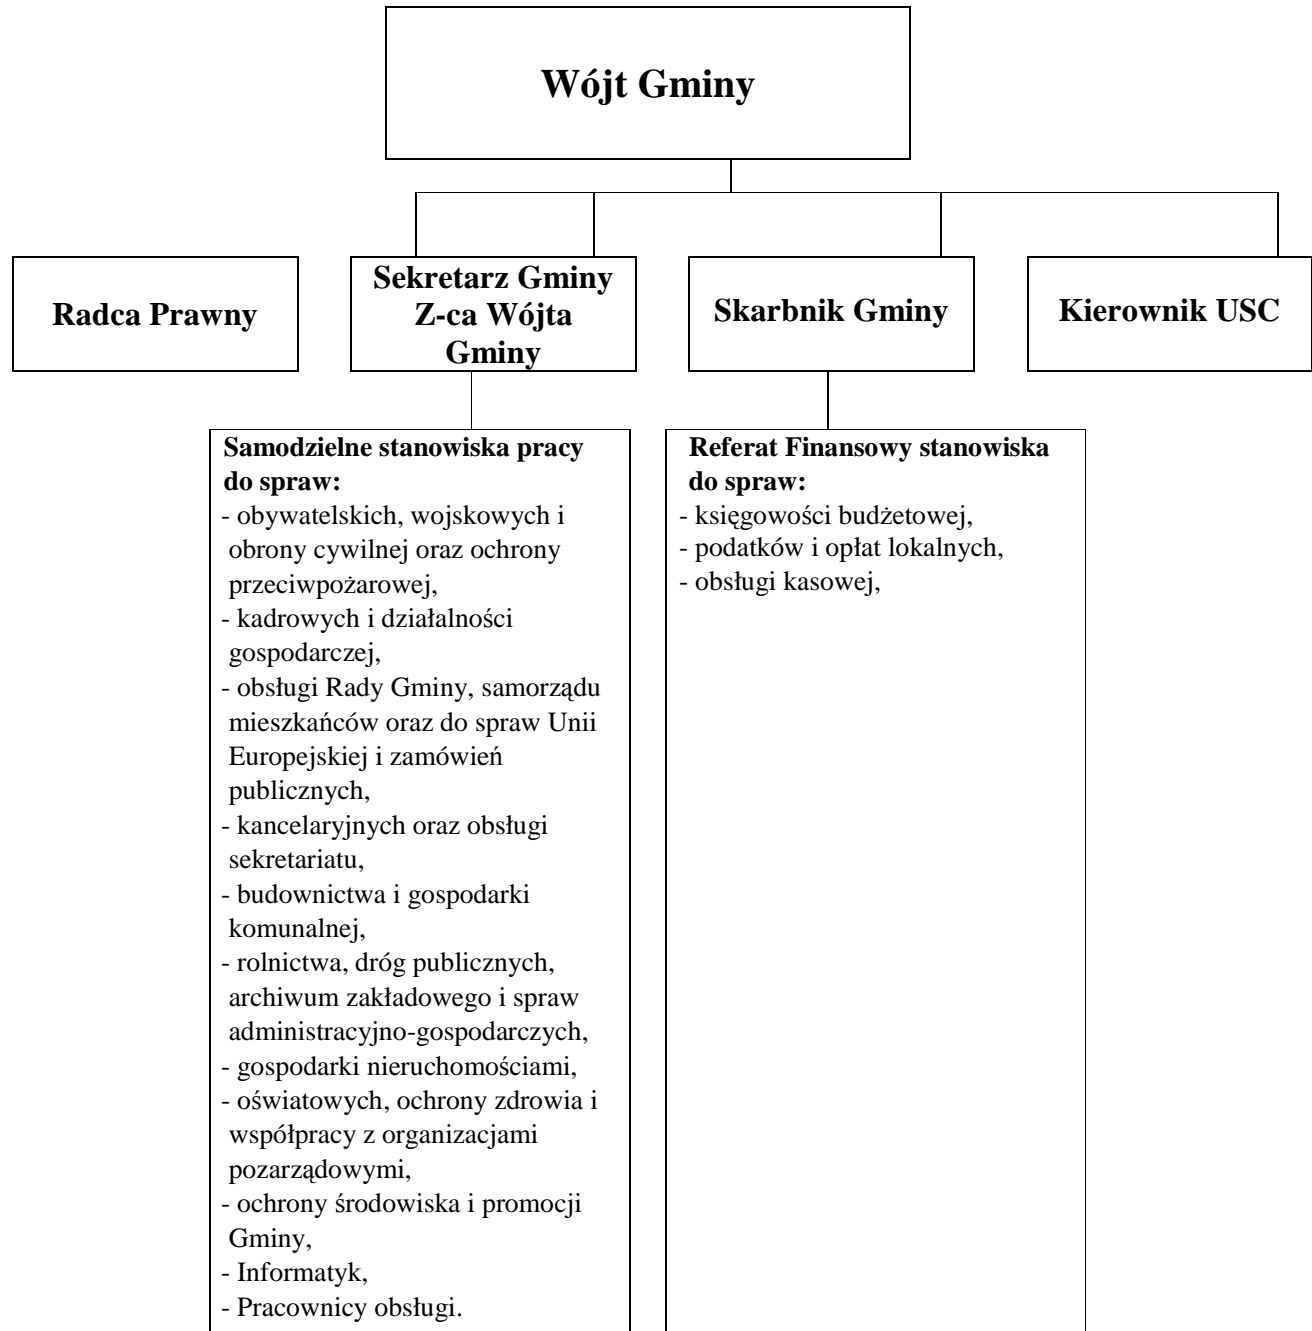 Wójt Gminy
Radca Prawny
Sekretarz Gminy
Z-ca Wójta
Gminy
Skarbnik Gminy
Kierownik USC
Samodzielne stanowiska pracy
do spraw:
- obywatelskich, wojskowych i
obrony cywilnej oraz ochrony
przeciwpożarowej,
- kadrowych i działalności
gospodarczej,
- obsługi Rady Gminy, samorządu
mieszkańców oraz do spraw Unii
Europejskiej i zamówień
publicznych,
- kancelaryjnych oraz obsługi
sekretariatu,
- budownictwa i gospodarki
komunalnej,
- rolnictwa, dróg publicznych,
archiwum zakładowego i spraw
administracyjno-gospodarczych,
- gospodarki nieruchomościami,
- oświatowych, ochrony zdrowia i
współpracy z organizacjami
pozarządowymi,
- ochrony środowiska i promocji
Gminy,
- Informatyk,
- Pracownicy obsługi.
Referat Finansowy stanowiska
do spraw:
- księgowości budżetowej,
- podatków i opłat lokalnych,
- obsługi kasowej,